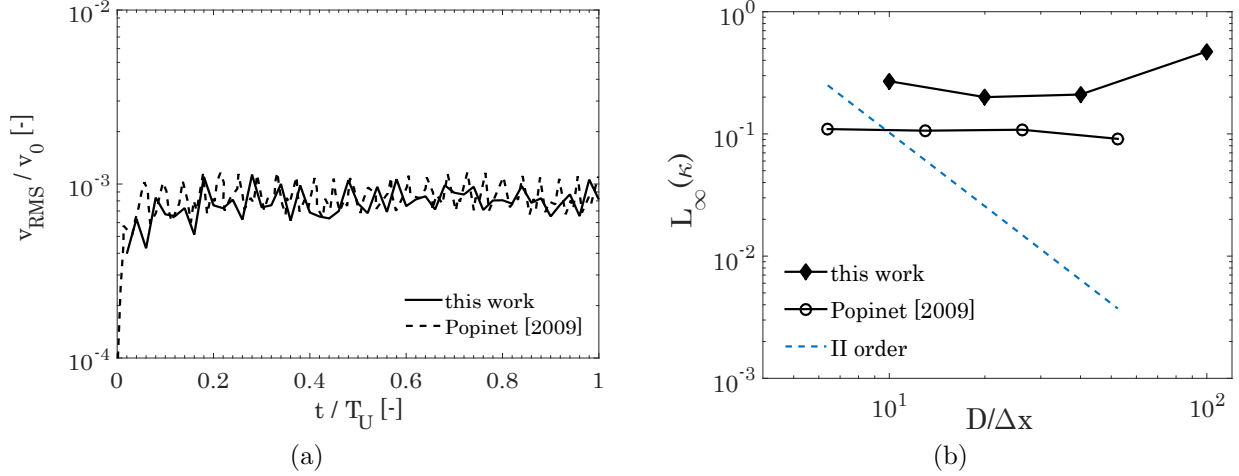 10^-2
10^-3
10^-4
v_RMS / v_0 [-]
this work
Popinet [2009]
0 0.2 0.4 0.6 0.8 1
t / T_U [-]
(a)
10^0
10^-1
10^-2
10^-3
L_∞(κ)
this work
Popinet [2009]
II order
10^1 10^2
D/Δx
(b)